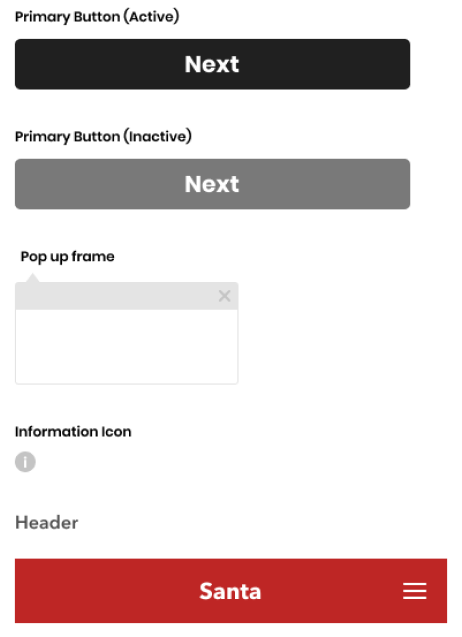 Primary Button (Active)
Next
Primary Button (Inactive)
Next
Pop up frame
Information Icon
i
Header
Santa